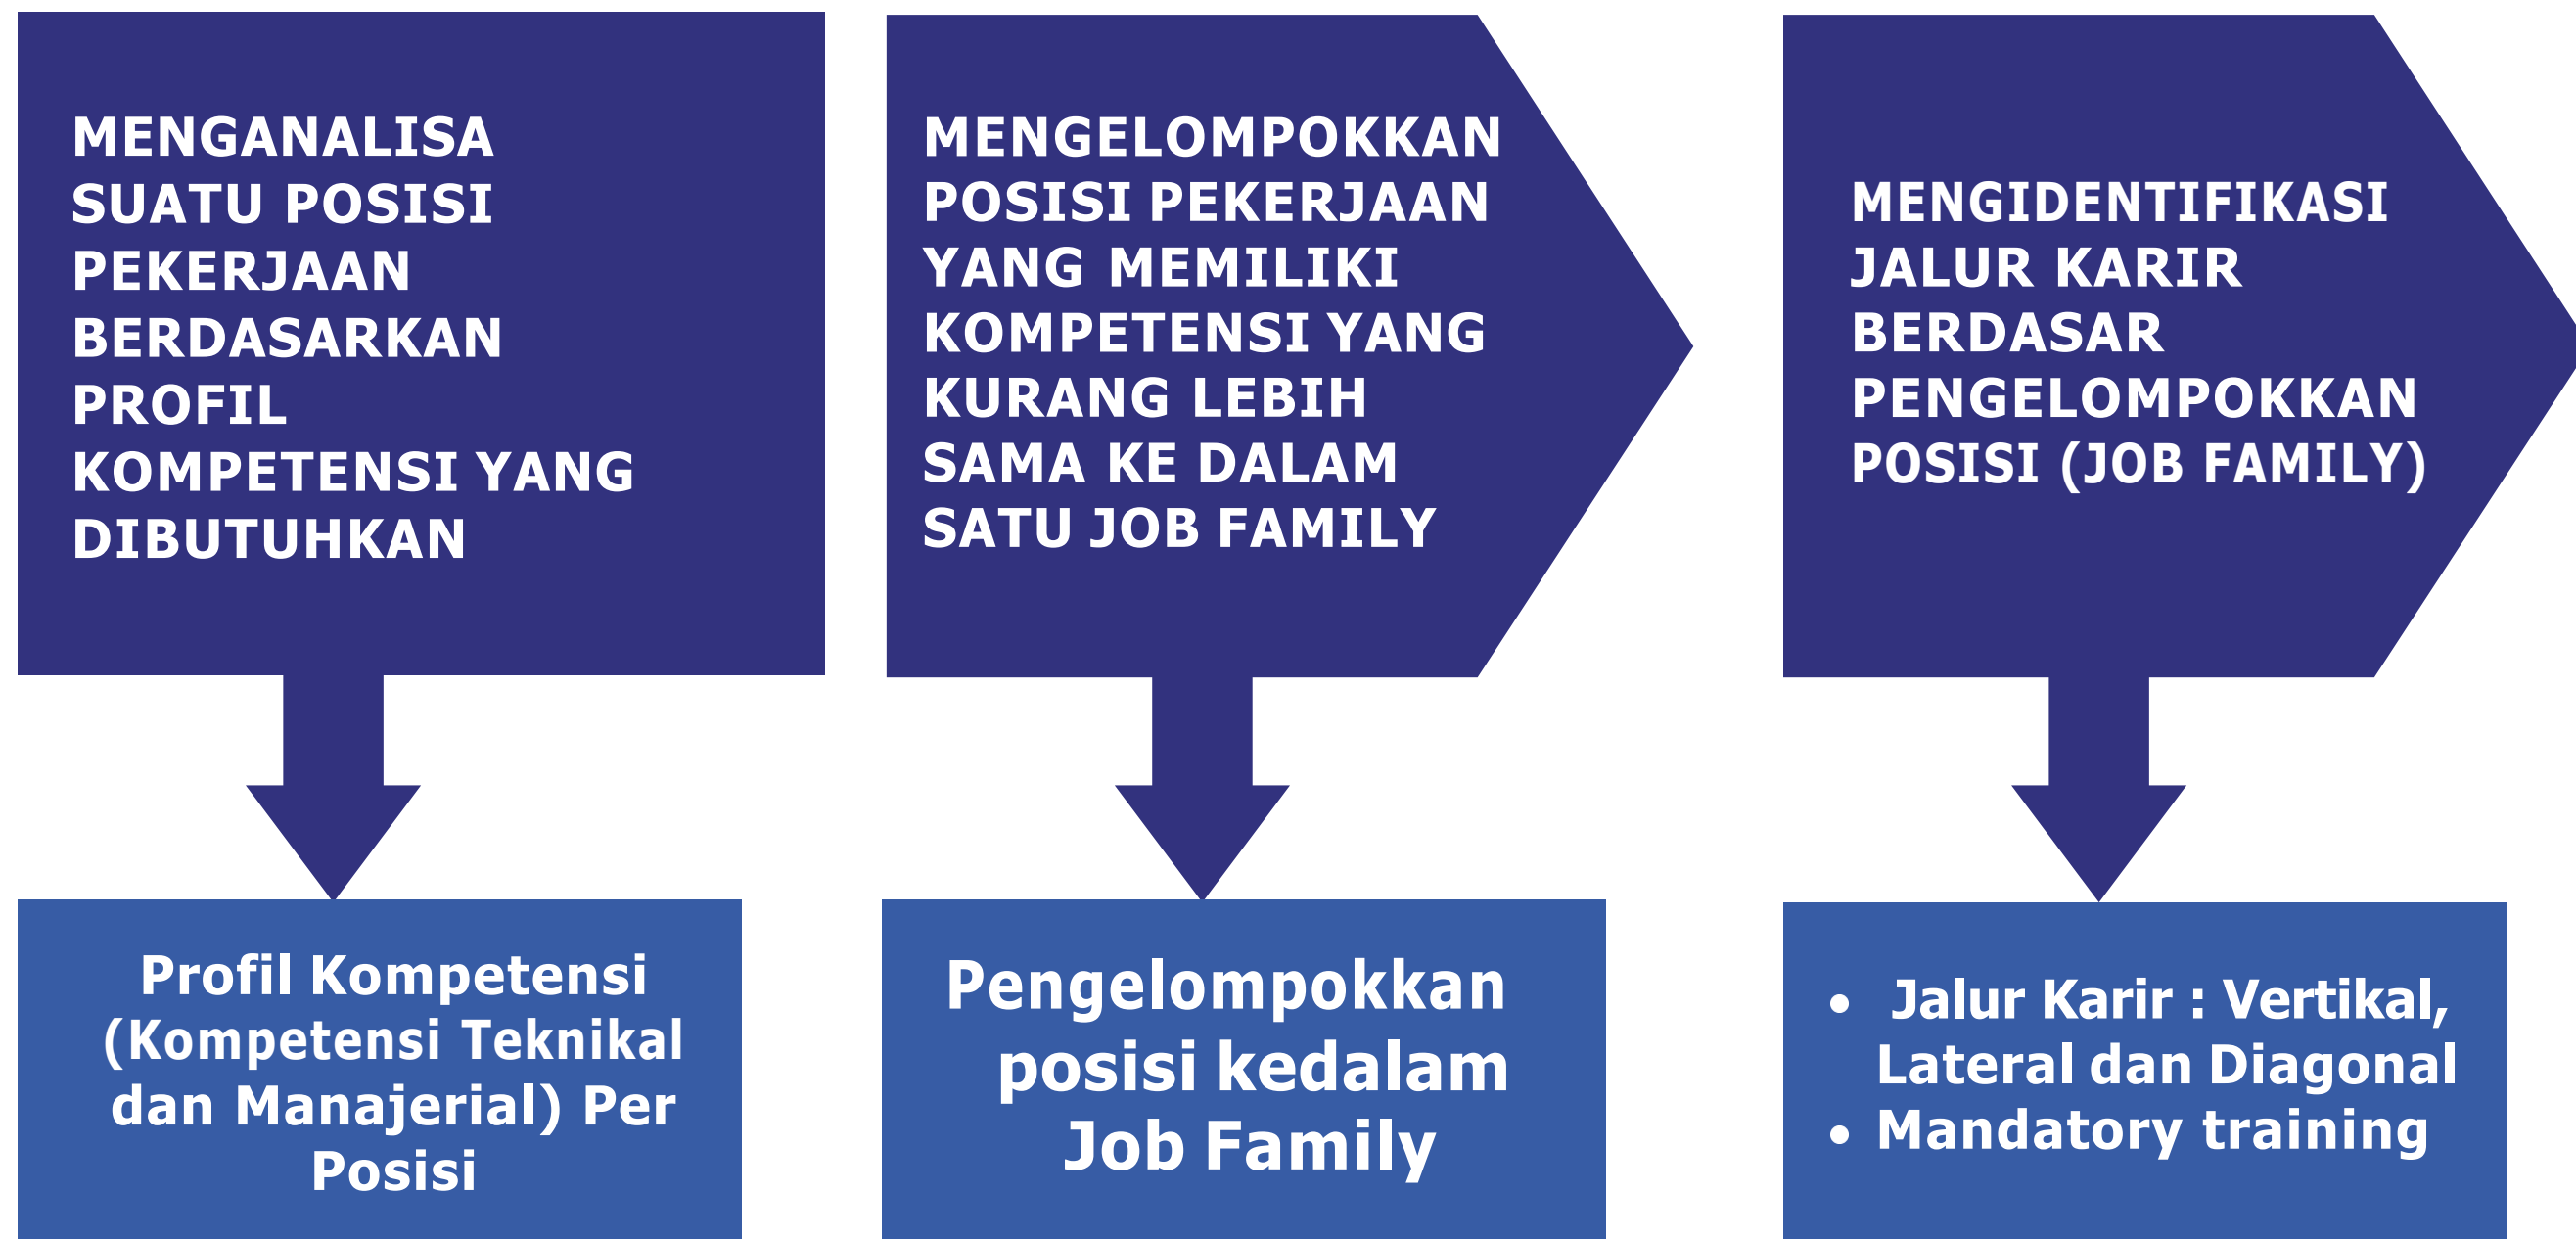 MENGANALISA
SUATU POSISI
PEKERJAAN
BERDASARKAN
PROFIL
KOMPETENSI YANG
DIBUTUHKAN
MENGELOMPOKKAN
POSISI PEKERJAAN
YANG MEMILIKI
KOMPETENSI YANG
KURANG LEBIH
SAMA KE DALAM
SATU JOB FAMILY
MENGIDENTIFIKASI
JALUR KARIR
BERDASAR
PENGELOMPOKKAN
POSISI (JOB FAMILY)
Profil Kompetensi
(Kompetensi Teknikal
dan Manajerial) Per
Posisi
Pengelompokkan
posisi kedalam
Job Family
• Jalur Karir : Vertikal,
Lateral dan Diagonal
• Mandatory training